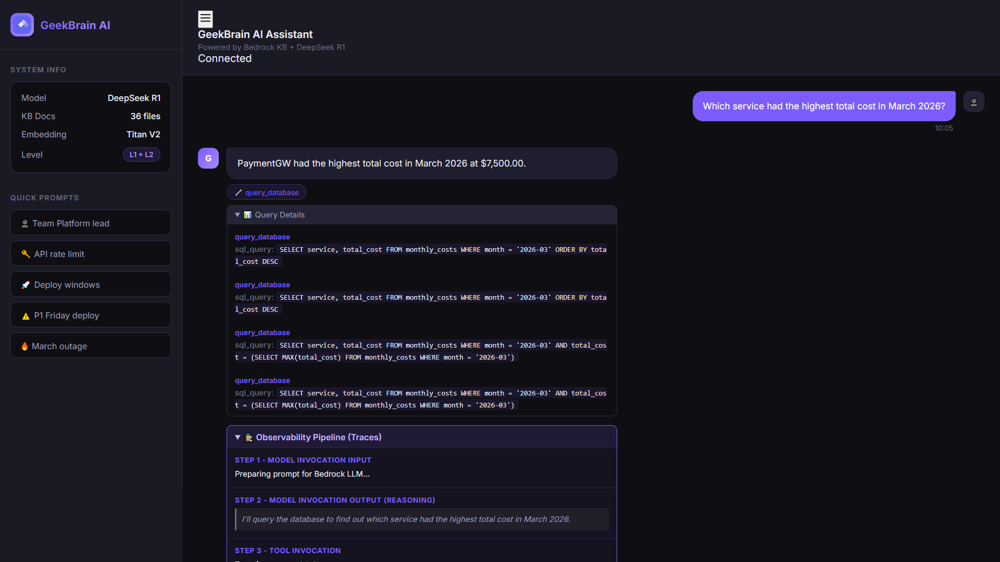 GeekBrain AI
SYSTEM INFO
Model DeepSeek R1
KB Docs 36 files
Embedding Titan V2
Level L1 + L2
QUICK PROMPTS
Team Platform lead
API rate limit
Deploy windows
P1 Friday deploy
March outage
GeekBrain AI Assistant
Powered by Bedrock KB + DeepSeek R1
Connected
Which service had the highest total cost in March 2026?
10:05
G
PaymentGW had the highest total cost in March 2026 at $7,500.00.
query_database
Query Details
query_database
sql_query: SELECT service, total_cost FROM monthly_costs WHERE month = '2026-03' ORDER BY tota
l_cost DESC
query_database
sql_query: SELECT service, total_cost FROM monthly_costs WHERE month = '2026-03' ORDER BY tota
l_cost DESC
query_database
sql_query: SELECT service, total_cost FROM monthly_costs WHERE month = '2026-03' AND total_cos
t = (SELECT MAX(total_cost) FROM monthly_costs WHERE month = '2026-03')
query_database
sql_query: SELECT service, total_cost FROM monthly_costs WHERE month = '2026-03' AND total_cos
t = (SELECT MAX(total_cost) FROM monthly_costs WHERE month = '2026-03')
Observability Pipeline (Traces)
STEP 1 - MODEL INVOCATION INPUT
Preparing prompt for Bedrock LLM...
STEP 2 - MODEL INVOCATION OUTPUT (REASONING)
I'll query the database to find out which service had the highest total cost in March 2026.
STEP 3 - TOOL INVOCATION